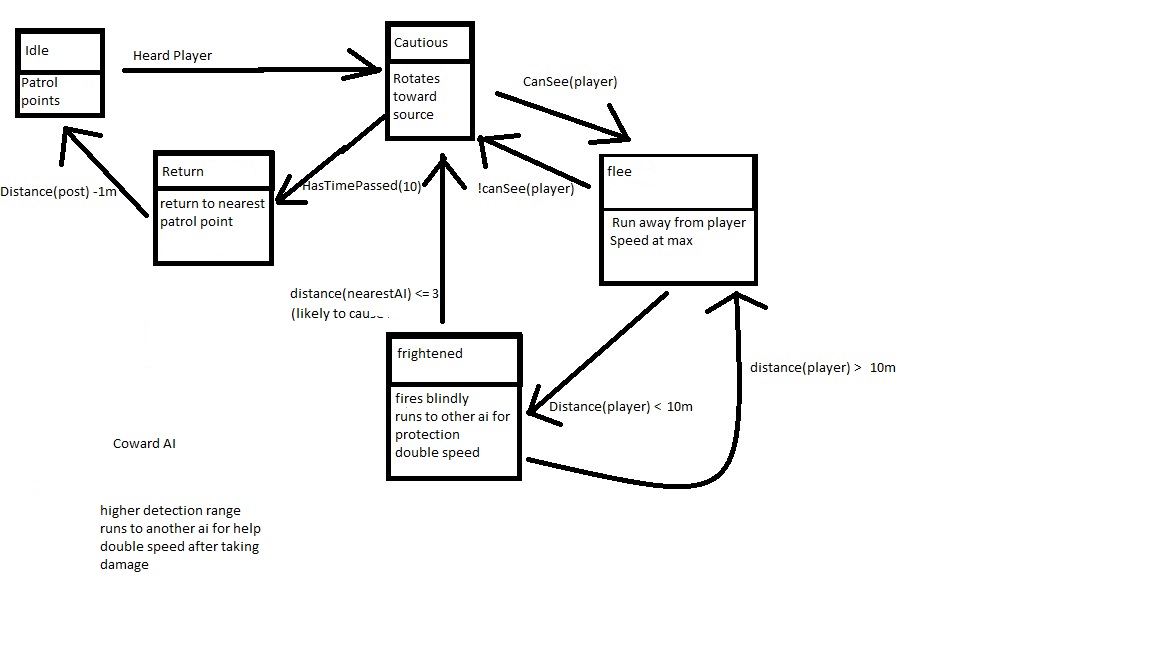 Idle
Patrol
points
Heard Player
Cautious
Rotates
toward
source
CanSee(player)
Return
return to nearest
patrol point
Distance(post) -1m
HasTimePassed(10)
!canSee(player)
flee
Run away from player
Speed at max
distance(nearestAI) <= 3
(likely to
frightened
fires blindly
runs to other ai for
protection
double speed
Distance(player) < 10m
distance(player) > 10m
Coward AI
higher detection range
runs to another ai for help
double speed after taking
damage